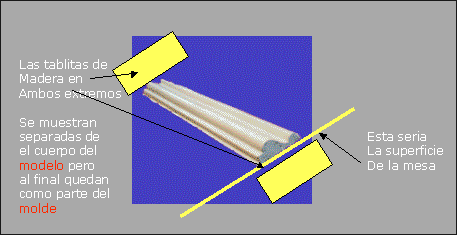 Las tablitas de
Madera en
Ambos extremos
Se muestran
separadas de
el cuerpo del
modelo pero
al final quedan
como parte del
molde
Esta seria
La superficie
De la mesa